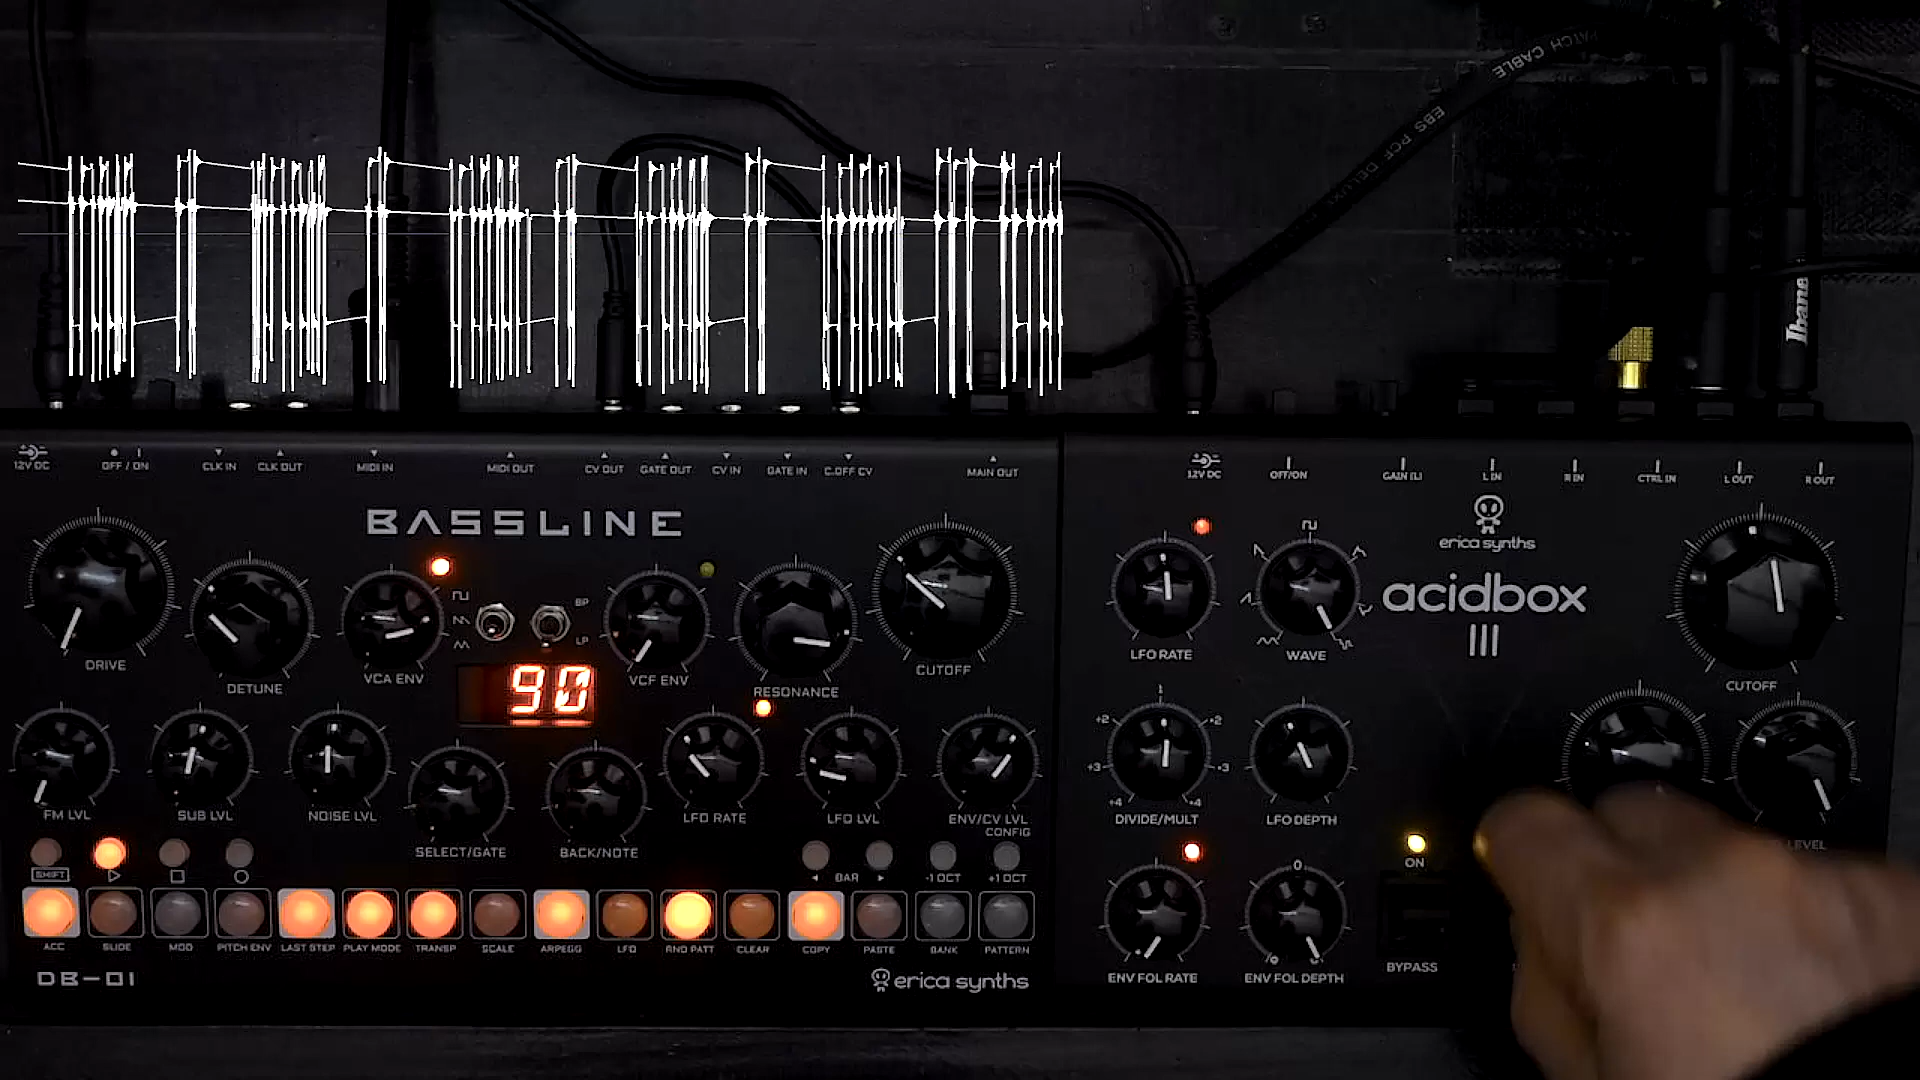 PATCH CABLE
EBS PCF DELUXE
Ibane
12V DC
OFF / ON
CLK IN
CLK OUT
MIDI IN
MIDI OUT
CV OUT
GATE OUT
CV IN
GATE IN
C.OFF CV
MAIN OUT
12V DC
OFF/ON
GAIN (L)
L IN
R IN
CTRL IN
L OUT
R OUT
BASSLINE
erica synths
acidbox
III
BP
LP
DRIVE
DETUNE
VCA ENV
VCF ENV
RESONANCE
CUTOFF
LFO RATE
WAVE
CUTOFF
90
FM LVL
SUB LVL
NOISE LVL
SELECT/GATE
BACK/NOTE
LFO RATE
LFO LVL
ENV/CV LVL
CONFIG
1
+2
+2
+3
+3
+4
+4
DIVIDE/MULT
LFO DEPTH
LEVEL
SHIFT
BAR
-1 OCT
+1 OCT
ON
0
ACC
SLIDE
MOD
PITCH ENV
LAST STEP
PLAY MODE
TRANSP
SCALE
ARPEGG
LFO
RND PATT
CLEAR
COPY
PASTE
BANK
PATTERN
ENV FOL RATE
ENV FOL DEPTH
BYPASS
DB-01
erica synths